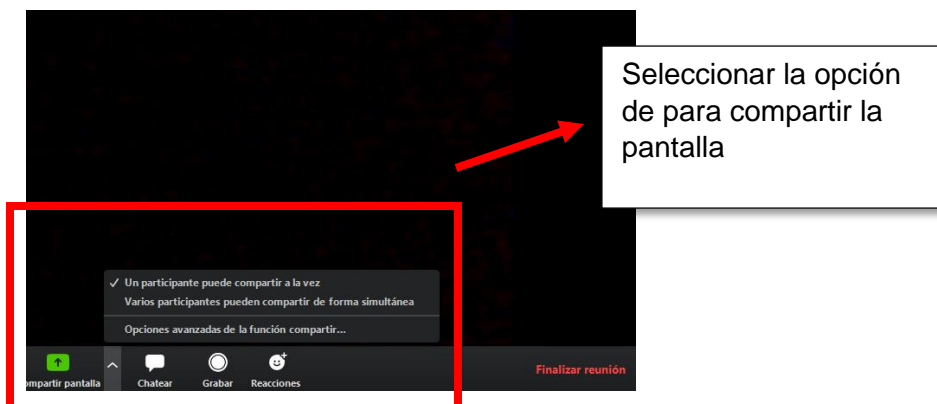 Seleccionar la opción
de para compartir la
pantalla
✓ Un participante puede compartir a la vez
Varios participantes pueden compartir de forma simultánea
Opciones avanzadas de la función compartir...
ompartir pantalla
Chatear
Grabar
Reacciones
Finalizar reunión